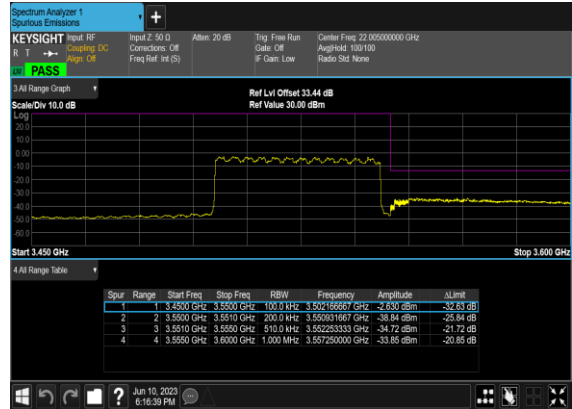 Spectrum Analyzer 1
Spurious Emissions
KEYSIGHT Input: RF Input Z: 50 Ω Atten: 20 dB Trig: Free Run Center Freq: 22.005000000 GHz
R T Coupling: DC Corrections: Off Gate: Off Avg|Hold: 100/100
Align: Off Freq Ref: Int (S) IF Gain: Low Radio Std: None
PASS
3 All Range Graph
Ref Lvl Offset 33.44 dB
Scale/Div 10.0 dB Ref Value 30.00 dBm
Log
20.0
10.0
0.00
-10.0
-20.0
-30.0
-40.0
-50.0
-60.0
Start 3.450 GHz Stop 3.600 GHz
4 All Range Table
Spur Range Start Freq Stop Freq RBW Frequency Amplitude ΔLimit
1 1 3.4500 GHz 3.5500 GHz 100.0 kHz 3.502166667 GHz -2.630 dBm -32.63 dB
2 2 3.5500 GHz 3.5510 GHz 200.0 kHz 3.550931667 GHz -38.84 dBm -25.84 dB
3 3 3.5510 GHz 3.5550 GHz 510.0 kHz 3.552253333 GHz -34.72 dBm -21.72 dB
4 4 3.5550 GHz 3.6000 GHz 1.000 MHz 3.557250000 GHz -33.85 dBm -20.85 dB
Jun 10, 2023
6:16:39 PM